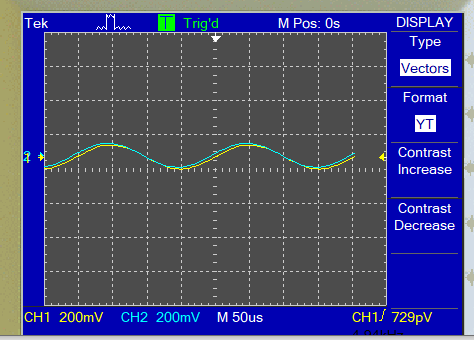 Tek T Trig'd M Pos: 0s DISPLAY
Type
Vectors
Format
YT
Contrast
Increase
Contrast
Decrease
CH1 200mV CH2 200mV M 50us CH1 729pV